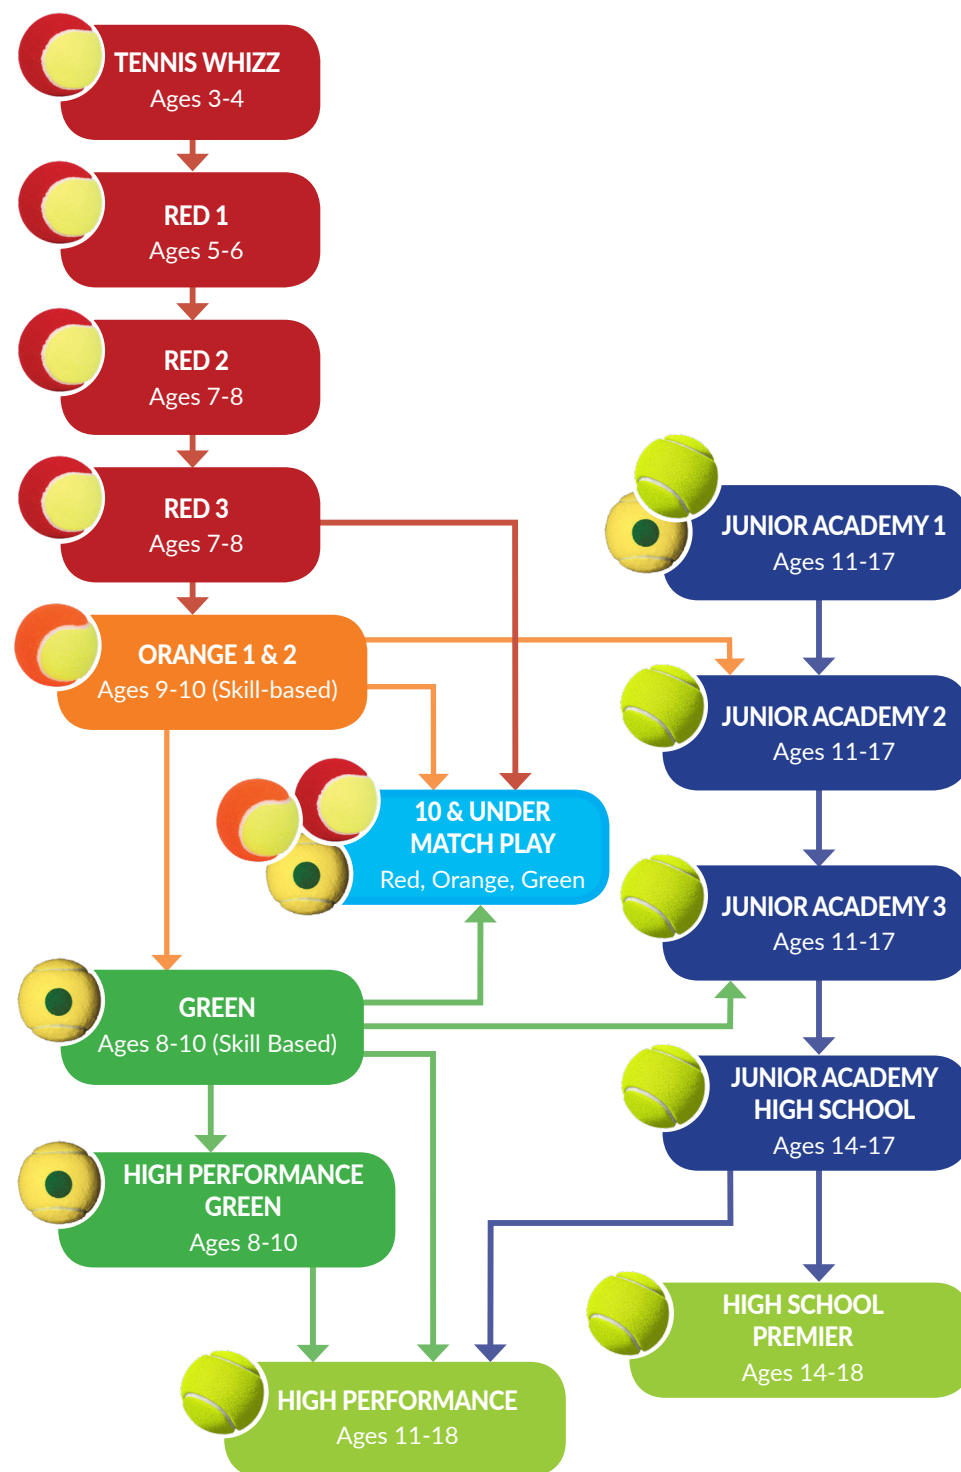 TENNIS WHIZZ
Ages 3-4
RED 1
Ages 5-6
RED 2
Ages 7-8
RED 3
Ages 7-8
ORANGE 1 & 2
Ages 9-10 (Skill-based)
10 & UNDER
MATCH PLAY
Red, Orange, Green
GREEN
Ages 8-10 (Skill Based)
HIGH PERFORMANCE
GREEN
Ages 8-10
HIGH PERFORMANCE
Ages 11-18
JUNIOR ACADEMY 1
Ages 11-17
JUNIOR ACADEMY 2
Ages 11-17
JUNIOR ACADEMY 3
Ages 11-17
JUNIOR ACADEMY
HIGH SCHOOL
Ages 14-17
HIGH SCHOOL
PREMIER
Ages 14-18